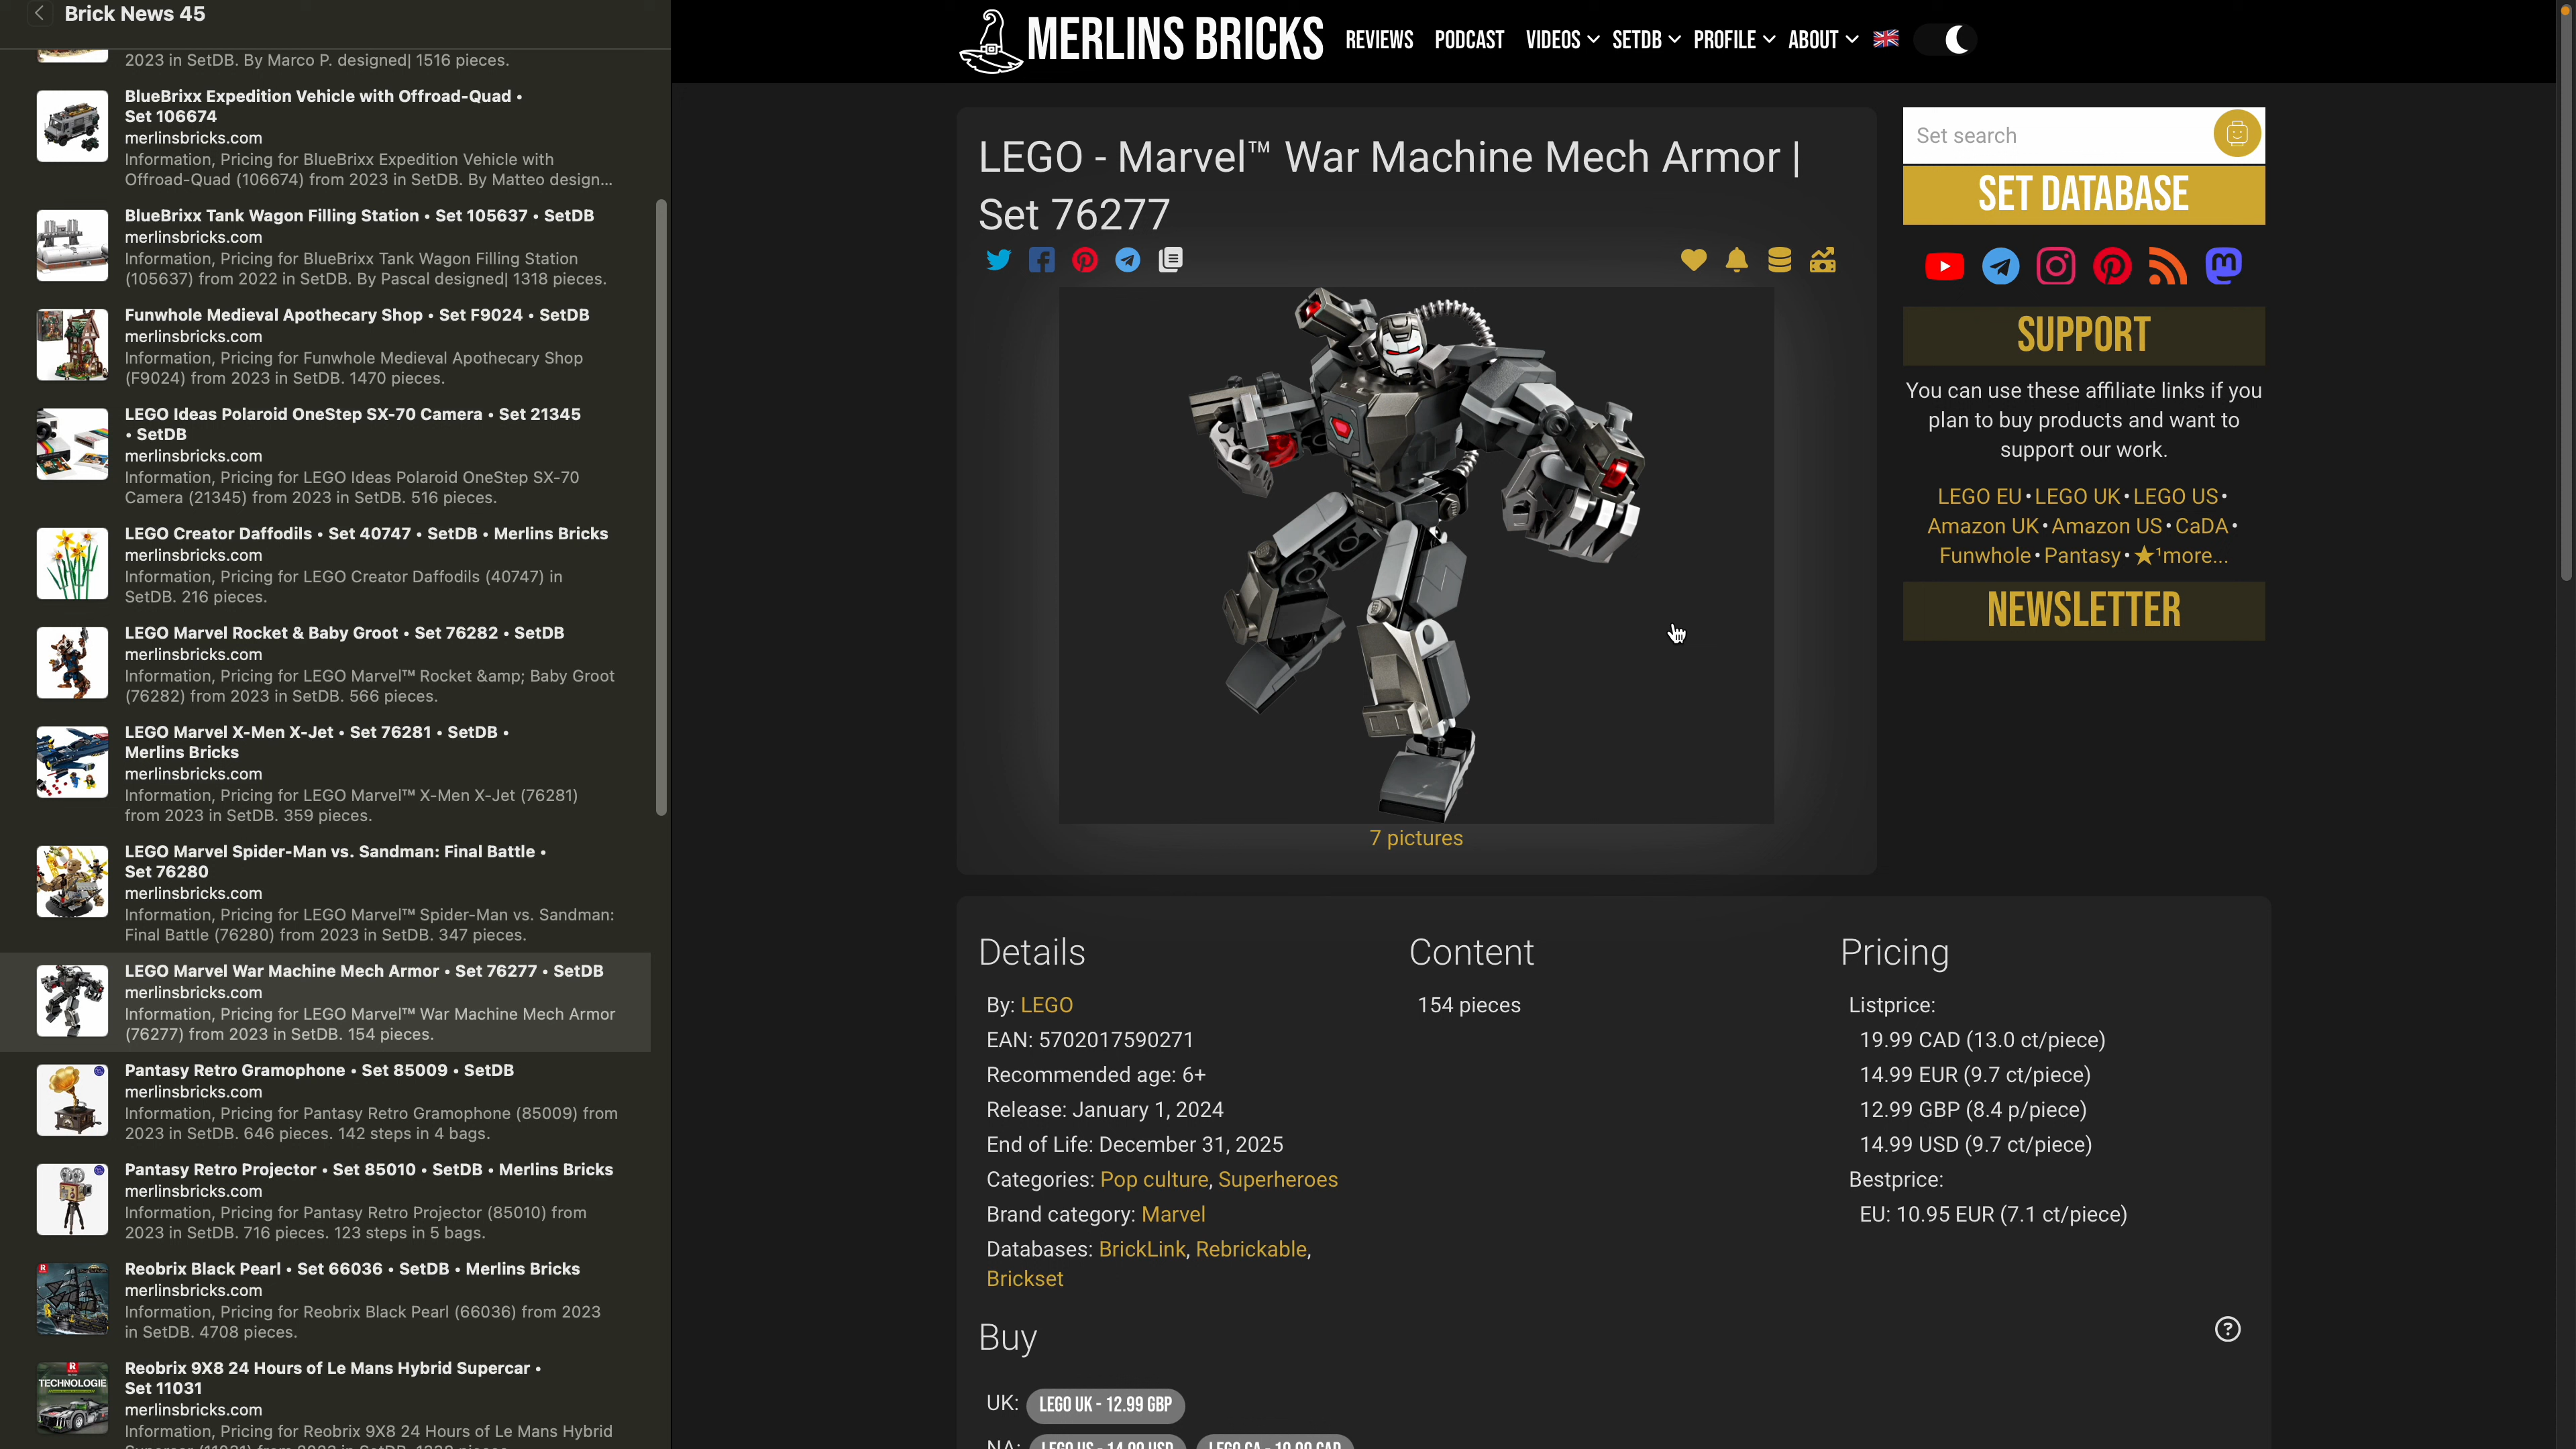 Brick News 45
2023 in SetDB. By Marco P. designed| 1516 pieces.
BlueBrixx Expedition Vehicle with Offroad-Quad •
Set 106674
merlinsbricks.com
Information, Pricing for BlueBrixx Expedition Vehicle with
Offroad-Quad (106674) from 2023 in SetDB. By Matteo design...
BlueBrixx Tank Wagon Filling Station • Set 105637 • SetDB
merlinsbricks.com
Information, Pricing for BlueBrixx Tank Wagon Filling Station
(105637) from 2022 in SetDB. By Pascal designed| 1318 pieces.
Funwhole Medieval Apothecary Shop • Set F9024 • SetDB
merlinsbricks.com
Information, Pricing for Funwhole Medieval Apothecary Shop
(F9024) from 2023 in SetDB. 1470 pieces.
LEGO Ideas Polaroid OneStep SX-70 Camera • Set 21345
• SetDB
merlinsbricks.com
Information, Pricing for LEGO Ideas Polaroid OneStep SX-70
Camera (21345) from 2023 in SetDB. 516 pieces.
LEGO Creator Daffodils • Set 40747 • SetDB • Merlins Bricks
merlinsbricks.com
Information, Pricing for LEGO Creator Daffodils (40747) in
SetDB. 216 pieces.
LEGO Marvel Rocket & Baby Groot • Set 76282 • SetDB
merlinsbricks.com
Information, Pricing for LEGO Marvel™ Rocket &amp; Baby Groot
(76282) from 2023 in SetDB. 566 pieces.
LEGO Marvel X-Men X-Jet • Set 76281 • SetDB •
Merlins Bricks
merlinsbricks.com
Information, Pricing for LEGO Marvel™ X-Men X-Jet (76281)
from 2023 in SetDB. 359 pieces.
LEGO Marvel Spider-Man vs. Sandman: Final Battle •
Set 76280
merlinsbricks.com
Information, Pricing for LEGO Marvel™ Spider-Man vs. Sandman:
Final Battle (76280) from 2023 in SetDB. 347 pieces.
LEGO Marvel War Machine Mech Armor • Set 76277 • SetDB
merlinsbricks.com
Information, Pricing for LEGO Marvel™ War Machine Mech Armor
(76277) from 2023 in SetDB. 154 pieces.
Pantasy Retro Gramophone • Set 85009 • SetDB
merlinsbricks.com
Information, Pricing for Pantasy Retro Gramophone (85009) from
2023 in SetDB. 646 pieces. 142 steps in 4 bags.
Pantasy Retro Projector • Set 85010 • SetDB • Merlins Bricks
merlinsbricks.com
Information, Pricing for Pantasy Retro Projector (85010) from
2023 in SetDB. 716 pieces. 123 steps in 5 bags.
Reobrix Black Pearl • Set 66036 • SetDB • Merlins Bricks
merlinsbricks.com
Information, Pricing for Reobrix Black Pearl (66036) from 2023
in SetDB. 4708 pieces.
TECHNOLOGIE
Reobrix 9X8 24 Hours of Le Mans Hybrid Supercar •
Set 11031
merlinsbricks.com
Information, Pricing for Reobrix 9X8 24 Hours of Le Mans Hybrid
MERLINS BRICKS
REVIEWS PODCAST VIDEOS SETDB PROFILE ABOUT
LEGO - Marvel™ War Machine Mech Armor |
Set 76277
7 pictures
Set search
SET DATABASE
SUPPORT
You can use these affiliate links if you
plan to buy products and want to
support our work.
LEGO EU • LEGO UK • LEGO US •
Amazon UK • Amazon US • CaDA •
Funwhole • Pantasy • ★¹more...
NEWSLETTER
Details
By: LEGO
EAN: 5702017590271
Recommended age: 6+
Release: January 1, 2024
End of Life: December 31, 2025
Categories: Pop culture, Superheroes
Brand category: Marvel
Databases: BrickLink, Rebrickable,
Brickset
Content
154 pieces
Pricing
Listprice:
19.99 CAD (13.0 ct/piece)
14.99 EUR (9.7 ct/piece)
12.99 GBP (8.4 p/piece)
14.99 USD (9.7 ct/piece)
Bestprice:
EU: 10.95 EUR (7.1 ct/piece)
Buy
UK: LEGO UK - 12.99 GBP
NA: LEGO US - 14.99 USD LEGO CA - 19.99 CAD